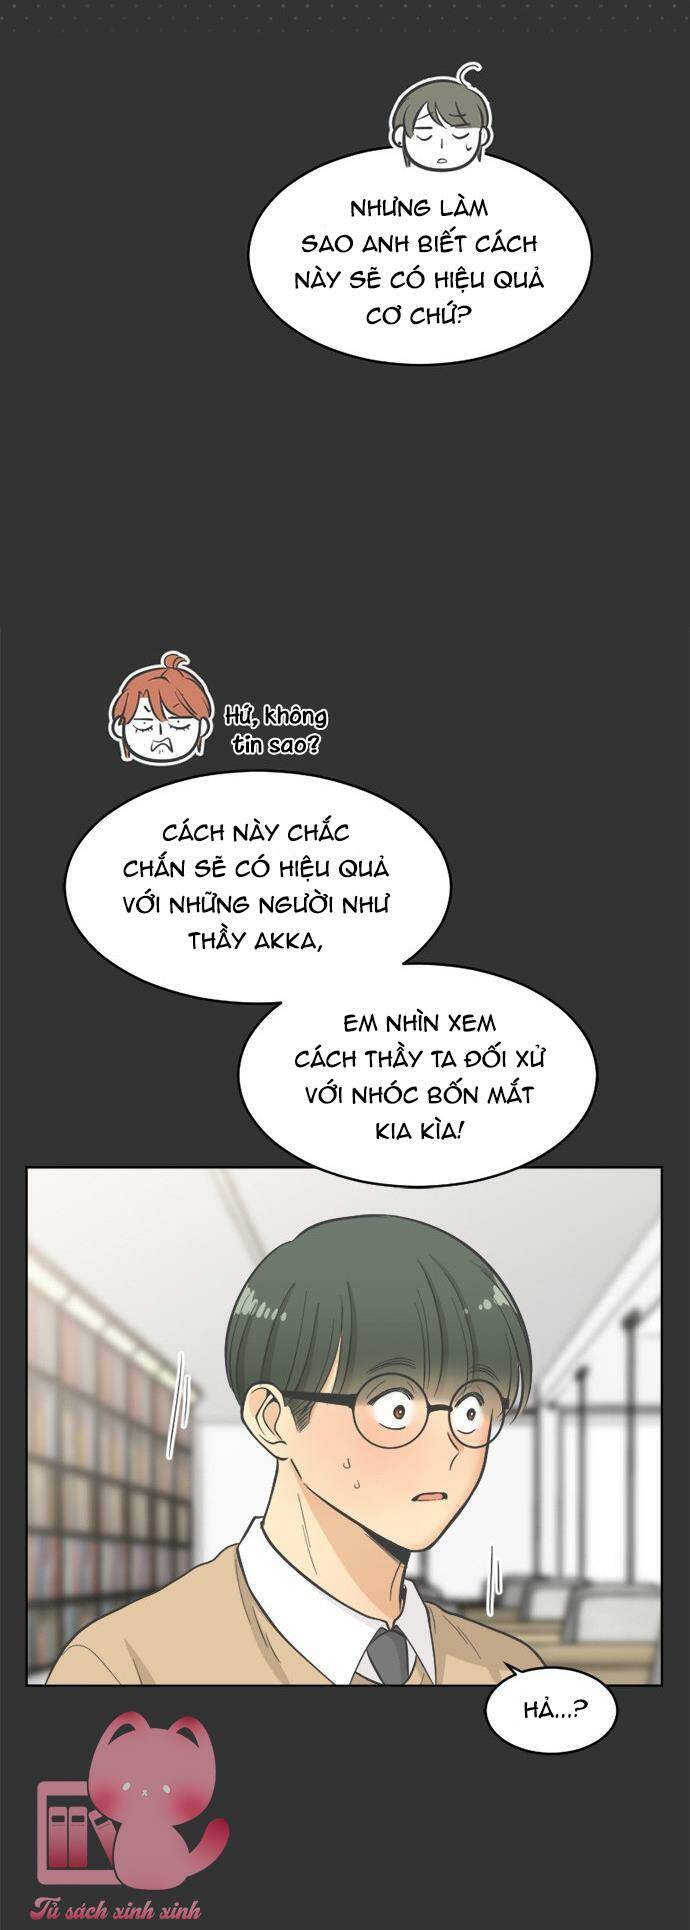 NHƯNG LÀM
SAO ANH BIẾT CÁCH
NÀY SẼ CÓ HIỆU QUẢ
CƠ CHỨ?
Hứ, không
tin sao?
CÁCH NÀY CHẮC
CHẮN SẼ CÓ HIỆU QUẢ
VỚI NHỮNG NGƯỜI NHƯ
THẦY AKKA,
EM NHÌN XEM
CÁCH THẦY TA ĐỐI XỬ
VỚI NHÓC BỐN MẮT
KIA KÌA!
HẢ...?
Tủ sách xinh xinh